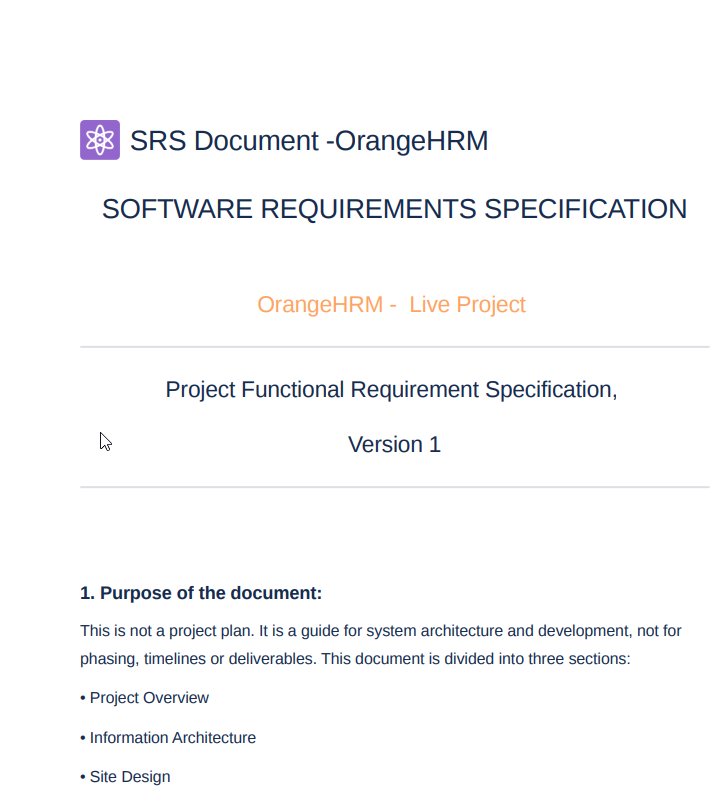 SRS Document -OrangeHRM
SOFTWARE REQUIREMENTS SPECIFICATION
OrangeHRM - Live Project
Project Functional Requirement Specification,
Version 1
1. Purpose of the document:
This is not a project plan. It is a guide for system architecture and development, not for
phasing, timelines or deliverables. This document is divided into three sections:
• Project Overview
• Information Architecture
• Site Design